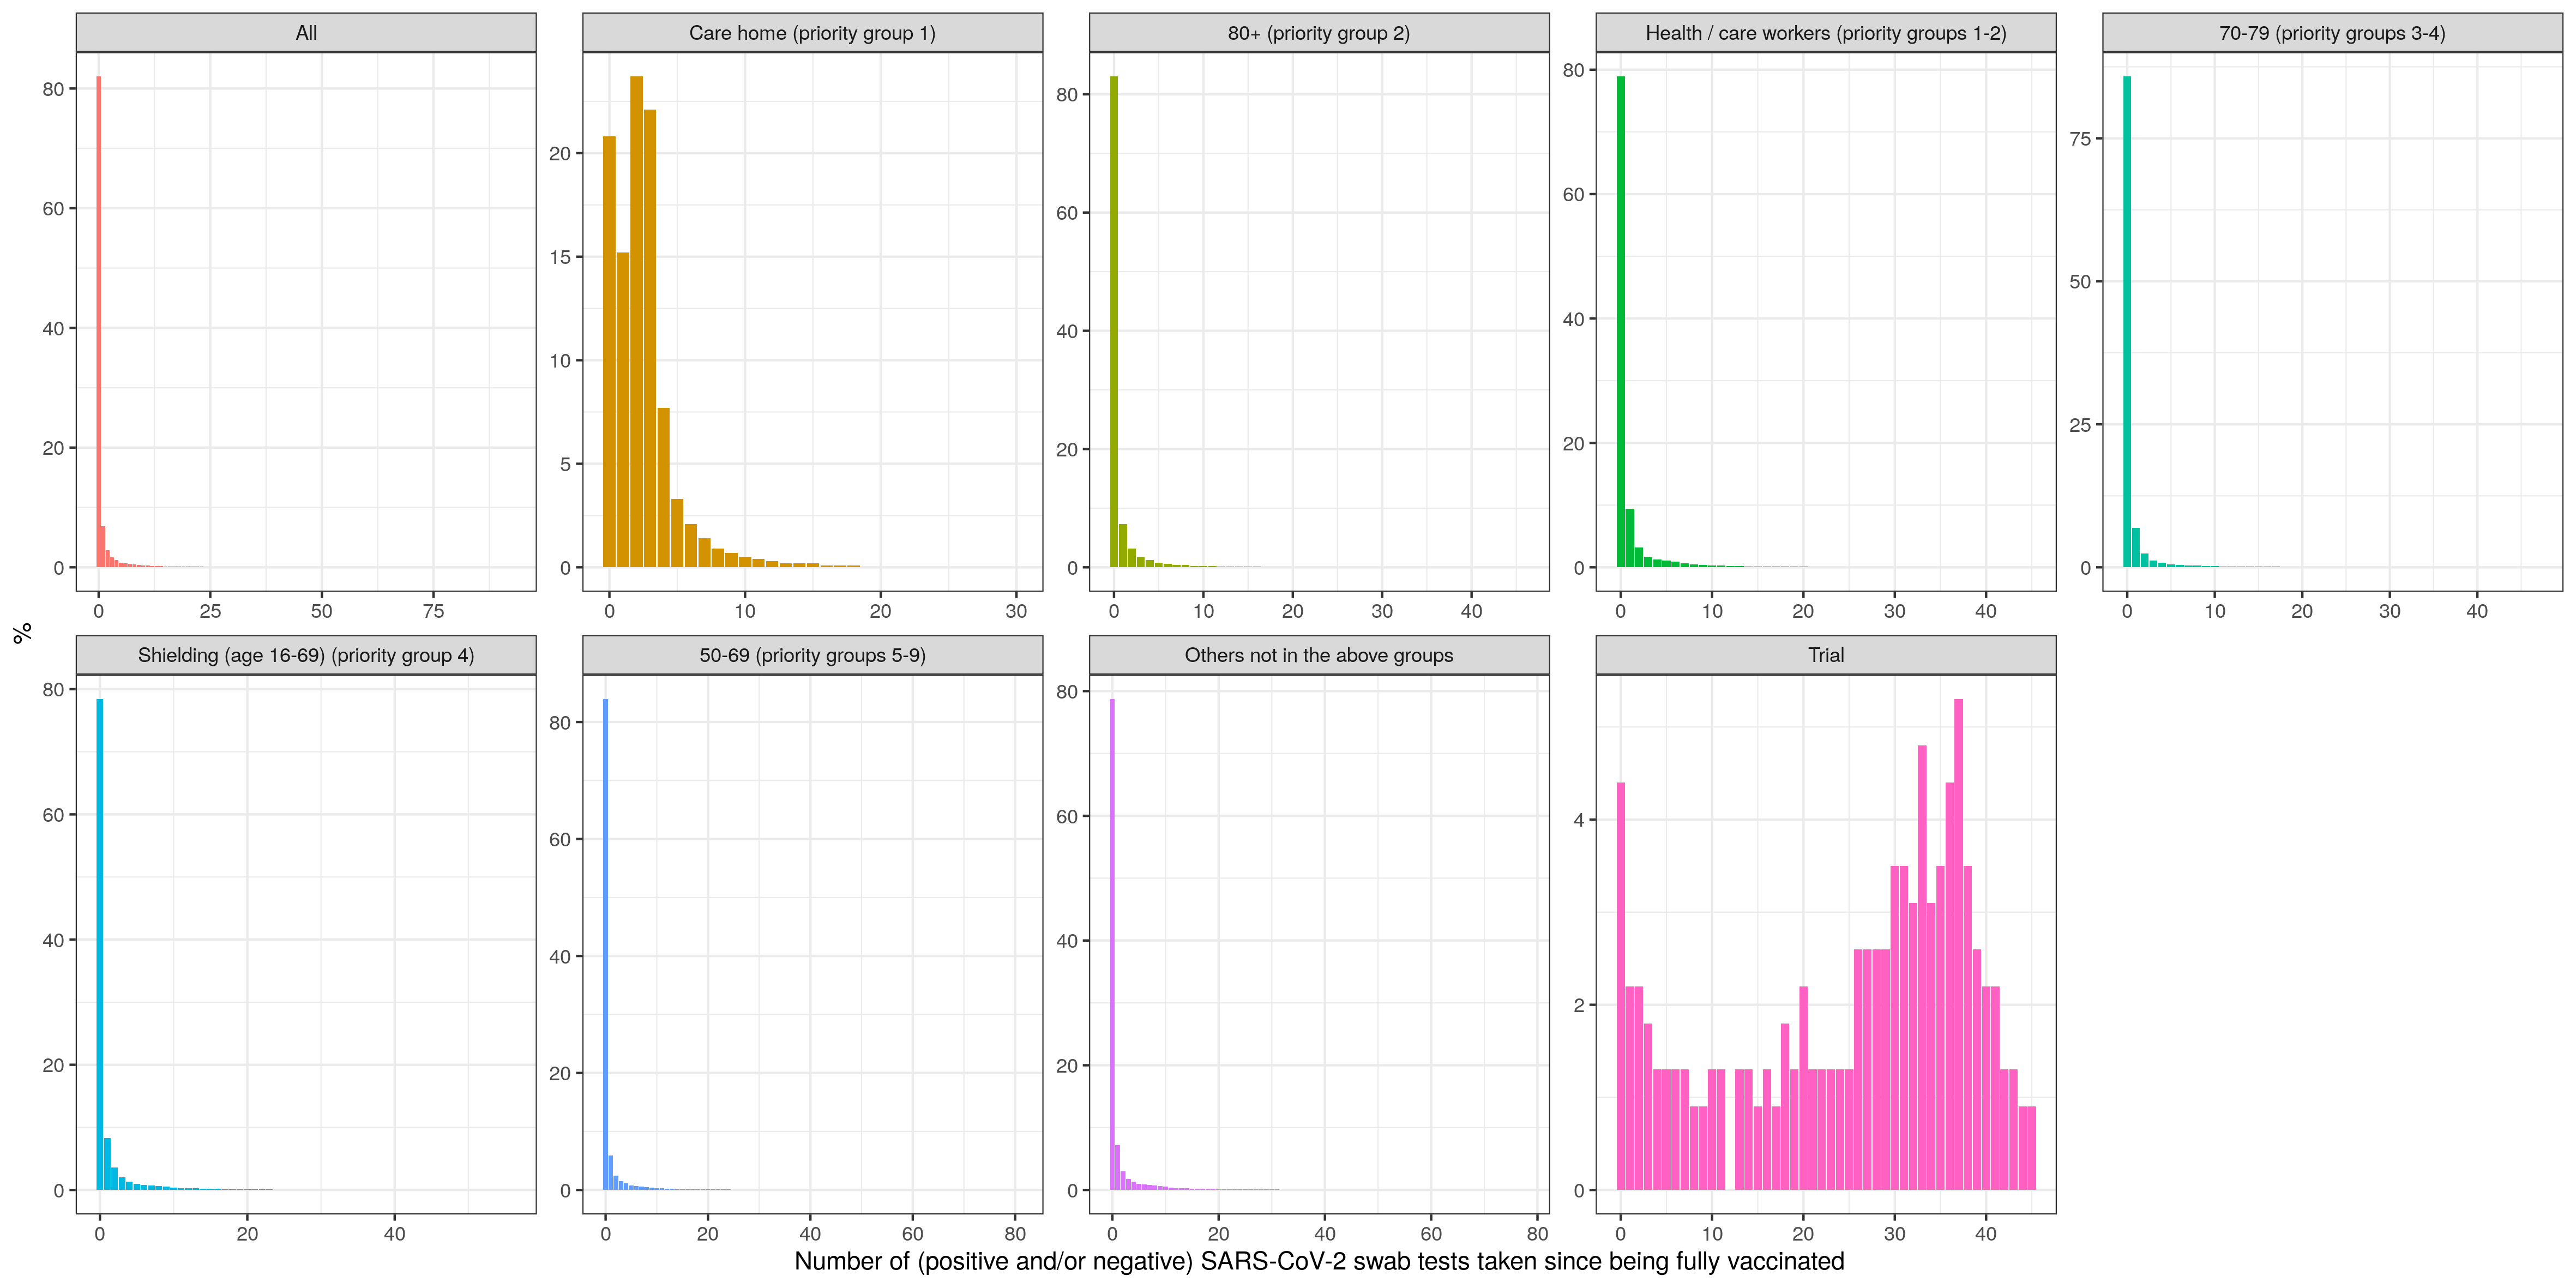 All
Care home (priority group 1)
80+ (priority group 2)
Health / care workers (priority groups 1-2)
70-79 (priority groups 3-4)
80
60
40
20
0
0 25 50 75
20
15
10
5
0
0 10 20 30
80
60
40
20
0
0 10 20 30 40
80
60
40
20
0
0 10 20 30 40
75
50
25
0
0 10 20 30 40
%
Shielding (age 16-69) (priority group 4)
50-69 (priority groups 5-9)
Others not in the above groups
Trial
80
60
40
20
0
0 20 40
80
60
40
20
0
0 20 40 60 80
80
60
40
20
0
0 20 40 60 80
4
2
0
0 10 20 30 40
Number of (positive and/or negative) SARS-CoV-2 swab tests taken since being fully vaccinated